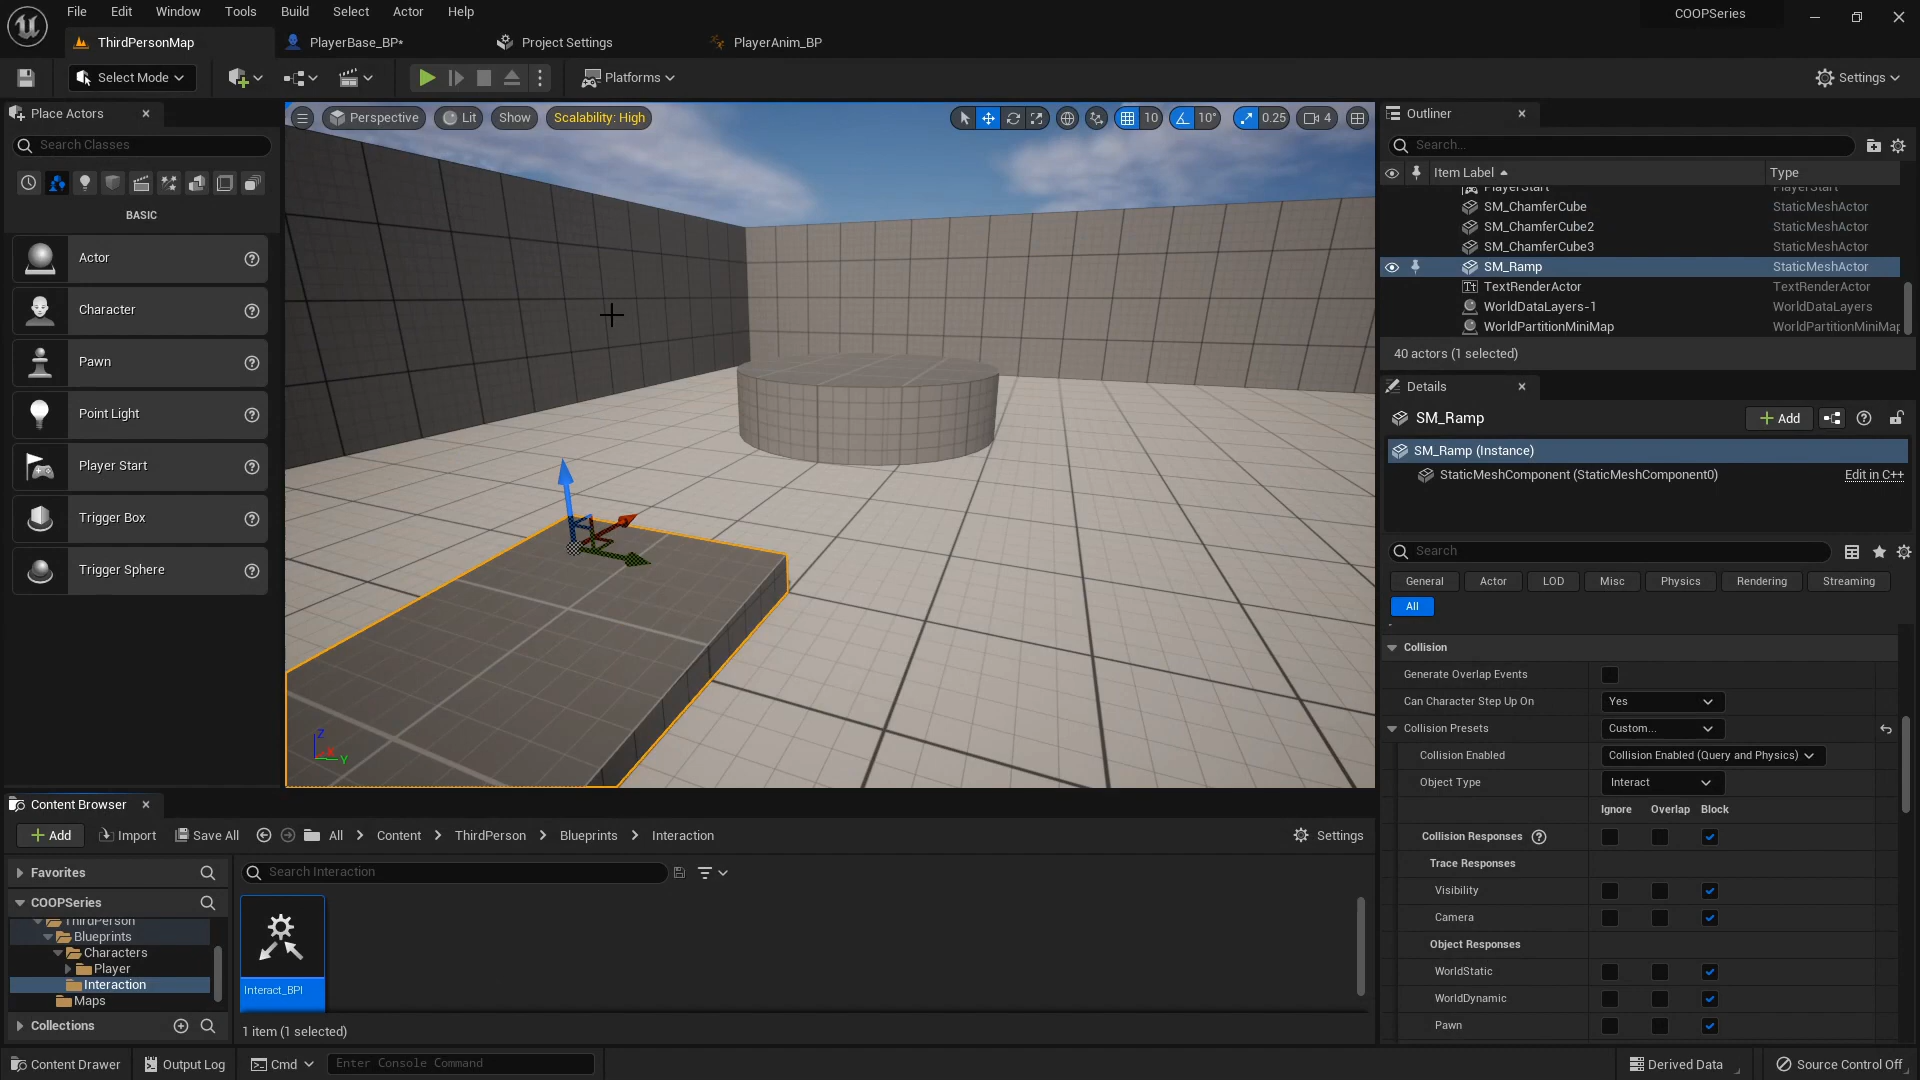 File Edit Window Tools Build Select Actor Help
COOPSeries
ThirdPersonMap
PlayerBase_BP*
Project Settings
PlayerAnim_BP
Select Mode
Platforms
Settings
Place Actors
Search Classes
BASIC
Actor
Character
Pawn
Point Light
Player Start
Trigger Box
Trigger Sphere
Perspective
Lit
Show
Scalability: High
10
10°
0.25
4
Z
X
Y
Outliner
Search...
Item Label
Type
PlayerStart PlayerStart
SM_ChamferCube StaticMeshActor
SM_ChamferCube2 StaticMeshActor
SM_ChamferCube3 StaticMeshActor
SM_Ramp StaticMeshActor
TextRenderActor TextRenderActor
WorldDataLayers-1 WorldDataLayers
WorldPartitionMiniMap WorldPartitionMiniMap
40 actors (1 selected)
Details
SM_Ramp
Add
SM_Ramp (Instance)
StaticMeshComponent (StaticMeshComponent0) Edit in C++
Search
General Actor LOD Misc Physics Rendering Streaming
All
Collision
Generate Overlap Events
Can Character Step Up On Yes
Collision Presets Custom...
Collision Enabled Collision Enabled (Query and Physics)
Object Type Interact
Ignore Overlap Block
Collision Responses
Trace Responses
Visibility
Camera
Object Responses
WorldStatic
WorldDynamic
Pawn
Content Browser
Add
Import
Save All
All > Content > ThirdPerson > Blueprints > Interaction
Settings
Favorites
COOPSeries
ThirdPerson
Blueprints
Characters
Player
Interaction
Maps
Collections
Search Interaction
Interact_BPI
1 item (1 selected)
Content Drawer
Output Log
Cmd
Enter Console Command
Derived Data
Source Control Off